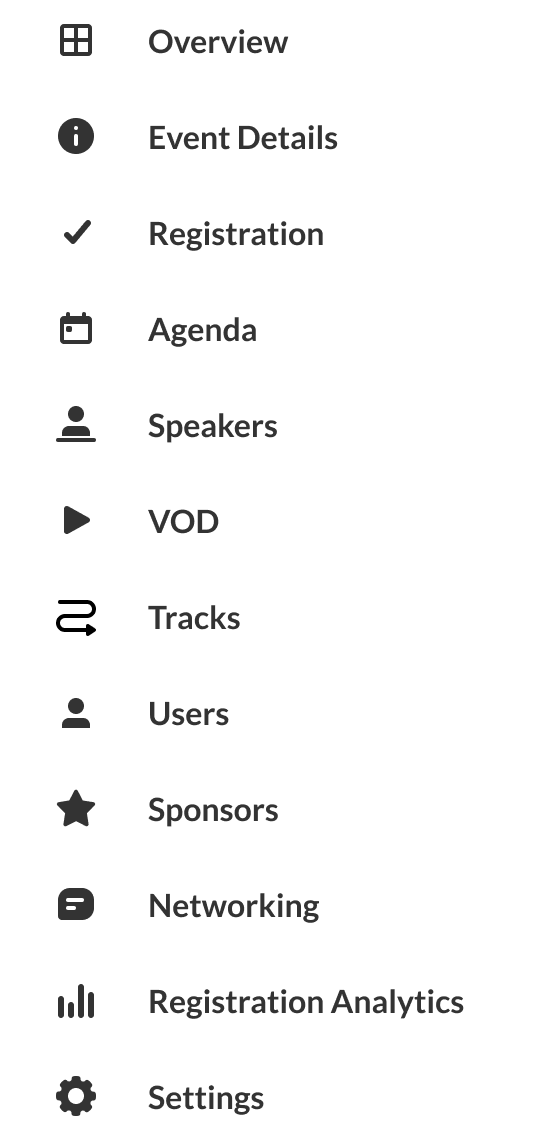 Overview
Event Details
Registration
Agenda
Speakers
VOD
Tracks
Users
Sponsors
Networking
Registration Analytics
Settings